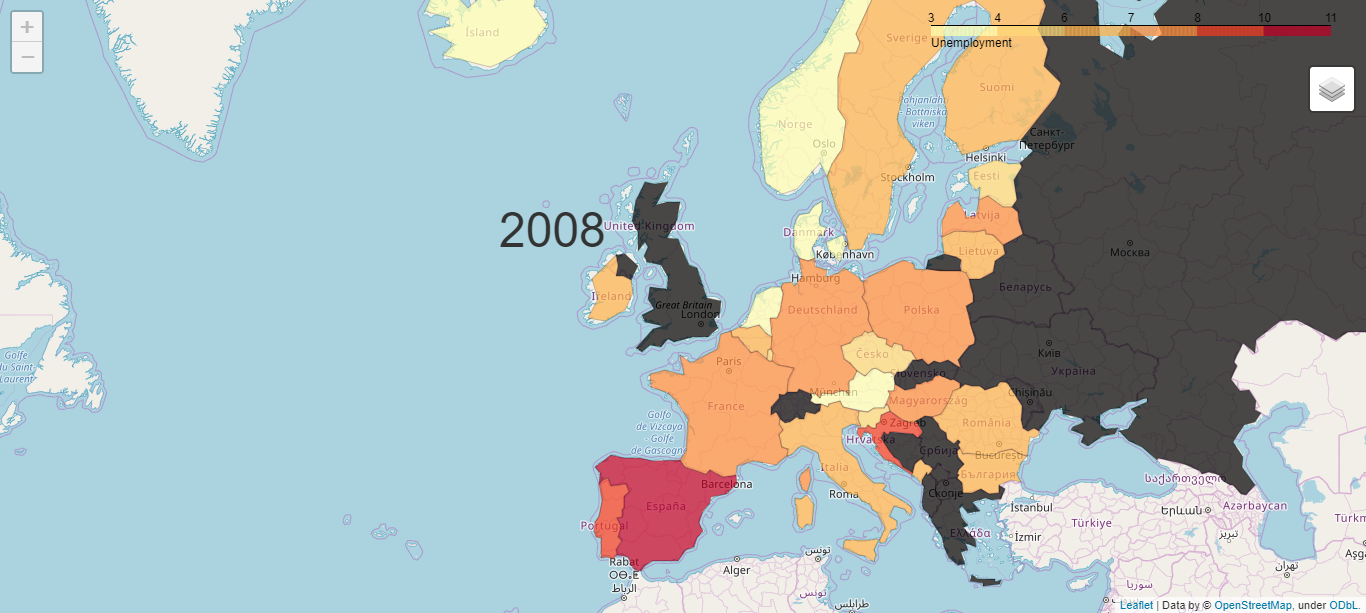 +
−
3 4 6 7 8 10 11
Unemployment
Ísland
Sverige
Suomi
Pohjanlahti
- Bottniska
viken
Norge
Oslo
Санкт-
Петербург
Helsinki
Stockholm
Eesti
2008
United Kingdom
Latvija
Danmark
København
Lietuva
Москва
Hamburg
Беларусь
Ireland
Great Britain
London
Deutschland
Polska
Golfe
du Saint-
Laurent
Paris
Česko
Київ
Україна
Slovensko
München
Chișinău
France
Magyarország
Golfo
de Vizcaya
- Golfe
de Gascogne
Zagreb
România
Hrvatska
Србија
București
Italia
България
Barcelona
Roma
Скопје
საქართველო
España
İstanbul
Երևան
Azərbaycan
Portugal
Türkiye
Ελλάδα
İzmir
تبریز
تونس
Rabat
ⵔⴱⴰⵟ
الرباط
Alger
تونس
تهران
سوريا
طرابلس
Leaflet | Data by © OpenStreetMap, under ODbL.